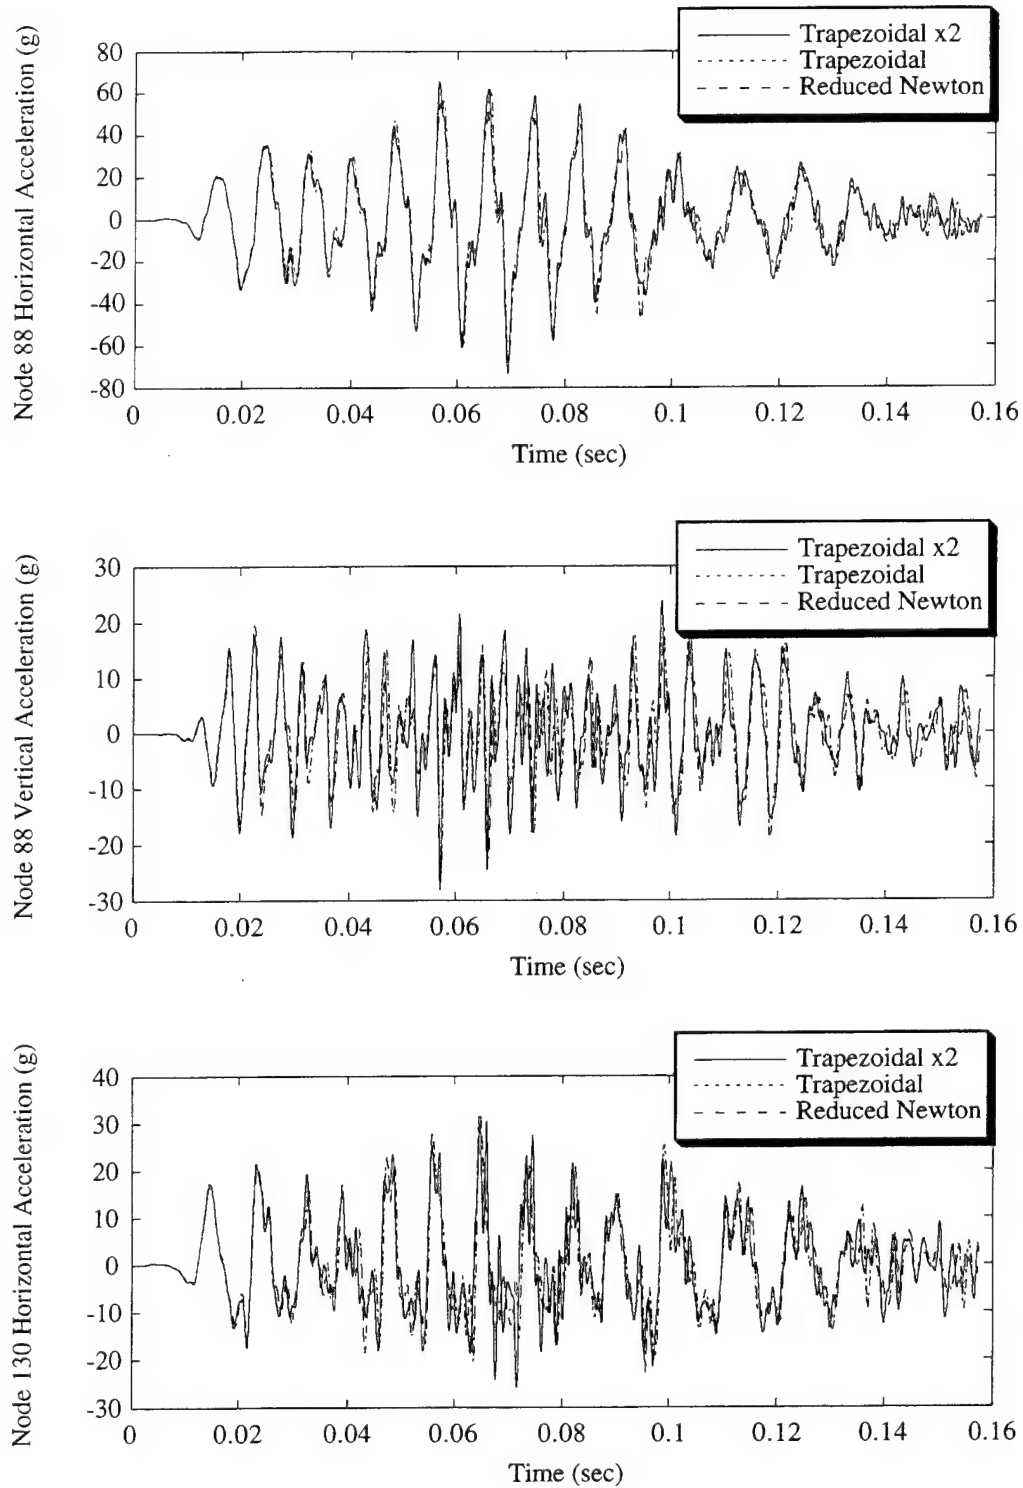 Trapezoidal x2
Trapezoidal
Reduced Newton
Node 88 Horizontal Acceleration (g)
80
60
40
20
0
-20
-40
-60
-80
0 0.02 0.04 0.06 0.08 0.1 0.12 0.14 0.16
Time (sec)
Trapezoidal x2
Trapezoidal
Reduced Newton
Node 88 Vertical Acceleration (g)
30
20
10
0
-10
-20
-30
0 0.02 0.04 0.06 0.08 0.1 0.12 0.14 0.16
Time (sec)
Trapezoidal x2
Trapezoidal
Reduced Newton
Node 130 Horizontal Acceleration (g)
40
30
20
10
0
-10
-20
-30
0 0.02 0.04 0.06 0.08 0.1 0.12 0.14 0.16
Time (sec)